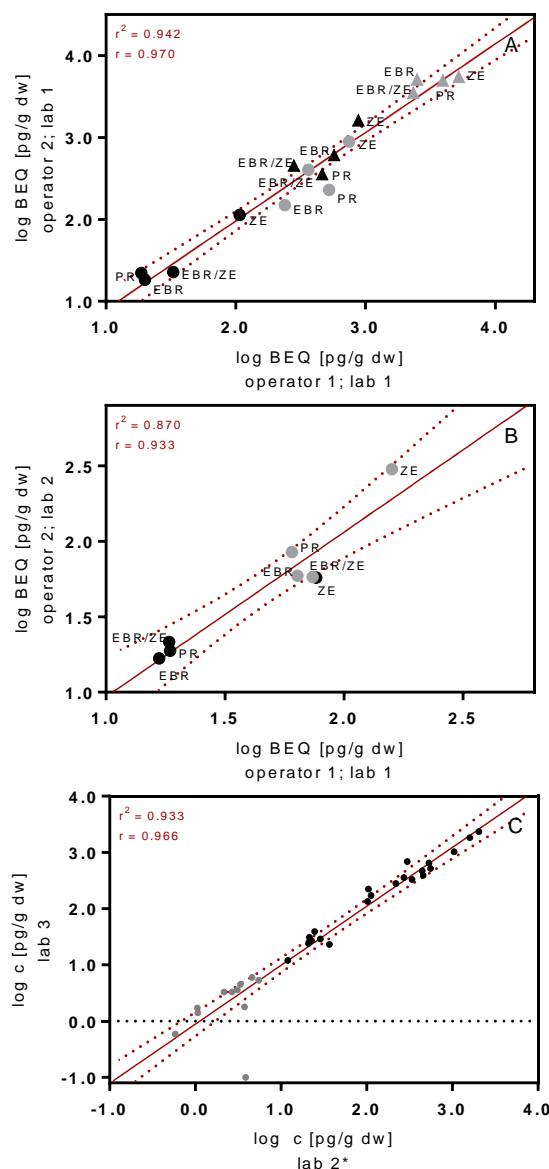 r² = 0.942
r = 0.970
A
4.0
3.0
2.0
1.0
log BEQ [pg/g dw]
operator 2; lab 1
EBR
ZE
EBR/ZE
PR
ZE
ZE
EBR
EBR/ZE
EBR/ZE
PR
EBR
PR
ZE
PR
EBR/ZE
EBR
1.0 2.0 3.0 4.0
log BEQ [pg/g dw]
operator 1; lab 1
r² = 0.870
r = 0.933
B
2.5
2.0
1.5
1.0
log BEQ [pg/g dw]
operator 2; lab 2
ZE
PR
EBR/ZE
EBR
ZE
EBR/ZE
PR
EBR
1.0 1.5 2.0 2.5
log BEQ [pg/g dw]
operator 1; lab 1
r² = 0.933
r = 0.966
C
4.0
3.0
2.0
1.0
0.0
-1.0
log c [pg/g dw]
lab 3
-1.0 0.0 1.0 2.0 3.0 4.0
log c [pg/g dw]
lab 2*